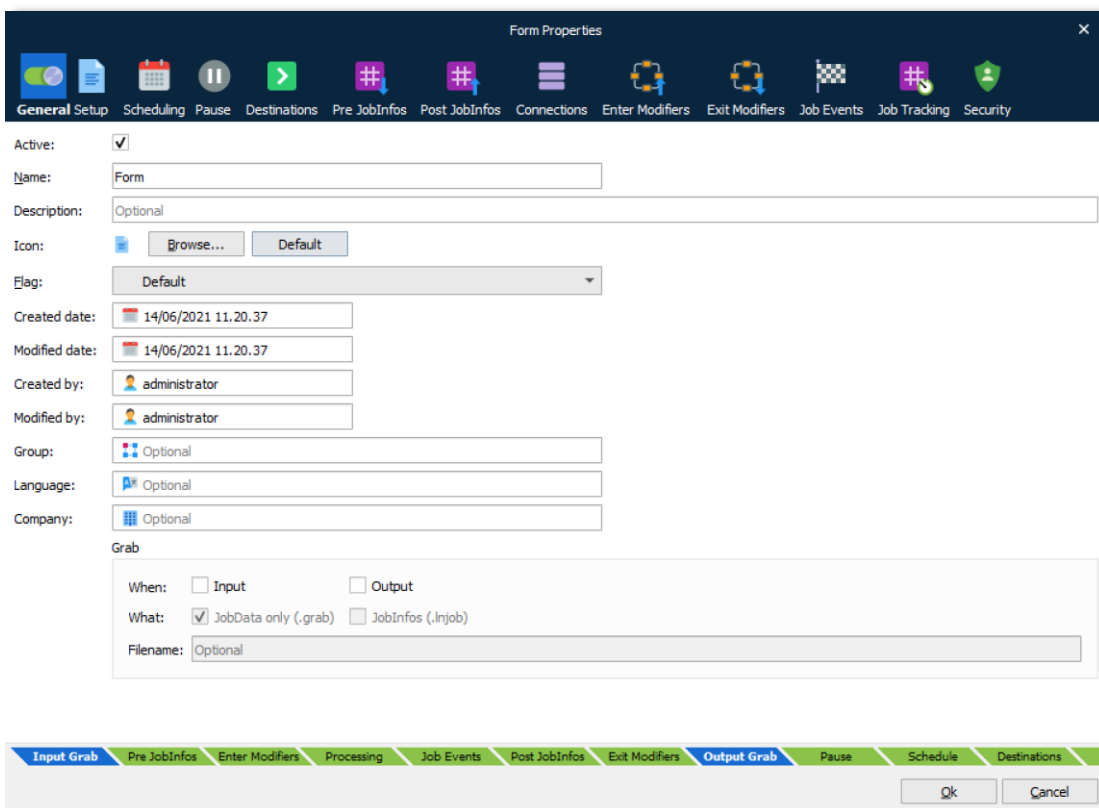 Form Properties
General Setup Scheduling Pause Destinations Pre JobInfos Post JobInfos Connections Enter Modifiers Exit Modifiers Job Events Job Tracking Security
Active:
Name: Form
Description: Optional
Icon: Browse... Default
Flag: Default
Created date: 14/06/2021 11.20.37
Modified date: 14/06/2021 11.20.37
Created by: administrator
Modified by: administrator
Group: Optional
Language: Optional
Company: Optional
Grab
When: Input Output
What: JobData only (.grab) JobInfos (.lnjob)
Filename: Optional
Input Grab Pre JobInfos Enter Modifiers Processing Job Events Post JobInfos Exit Modifiers Output Grab Pause Schedule Destinations
Ok Cancel